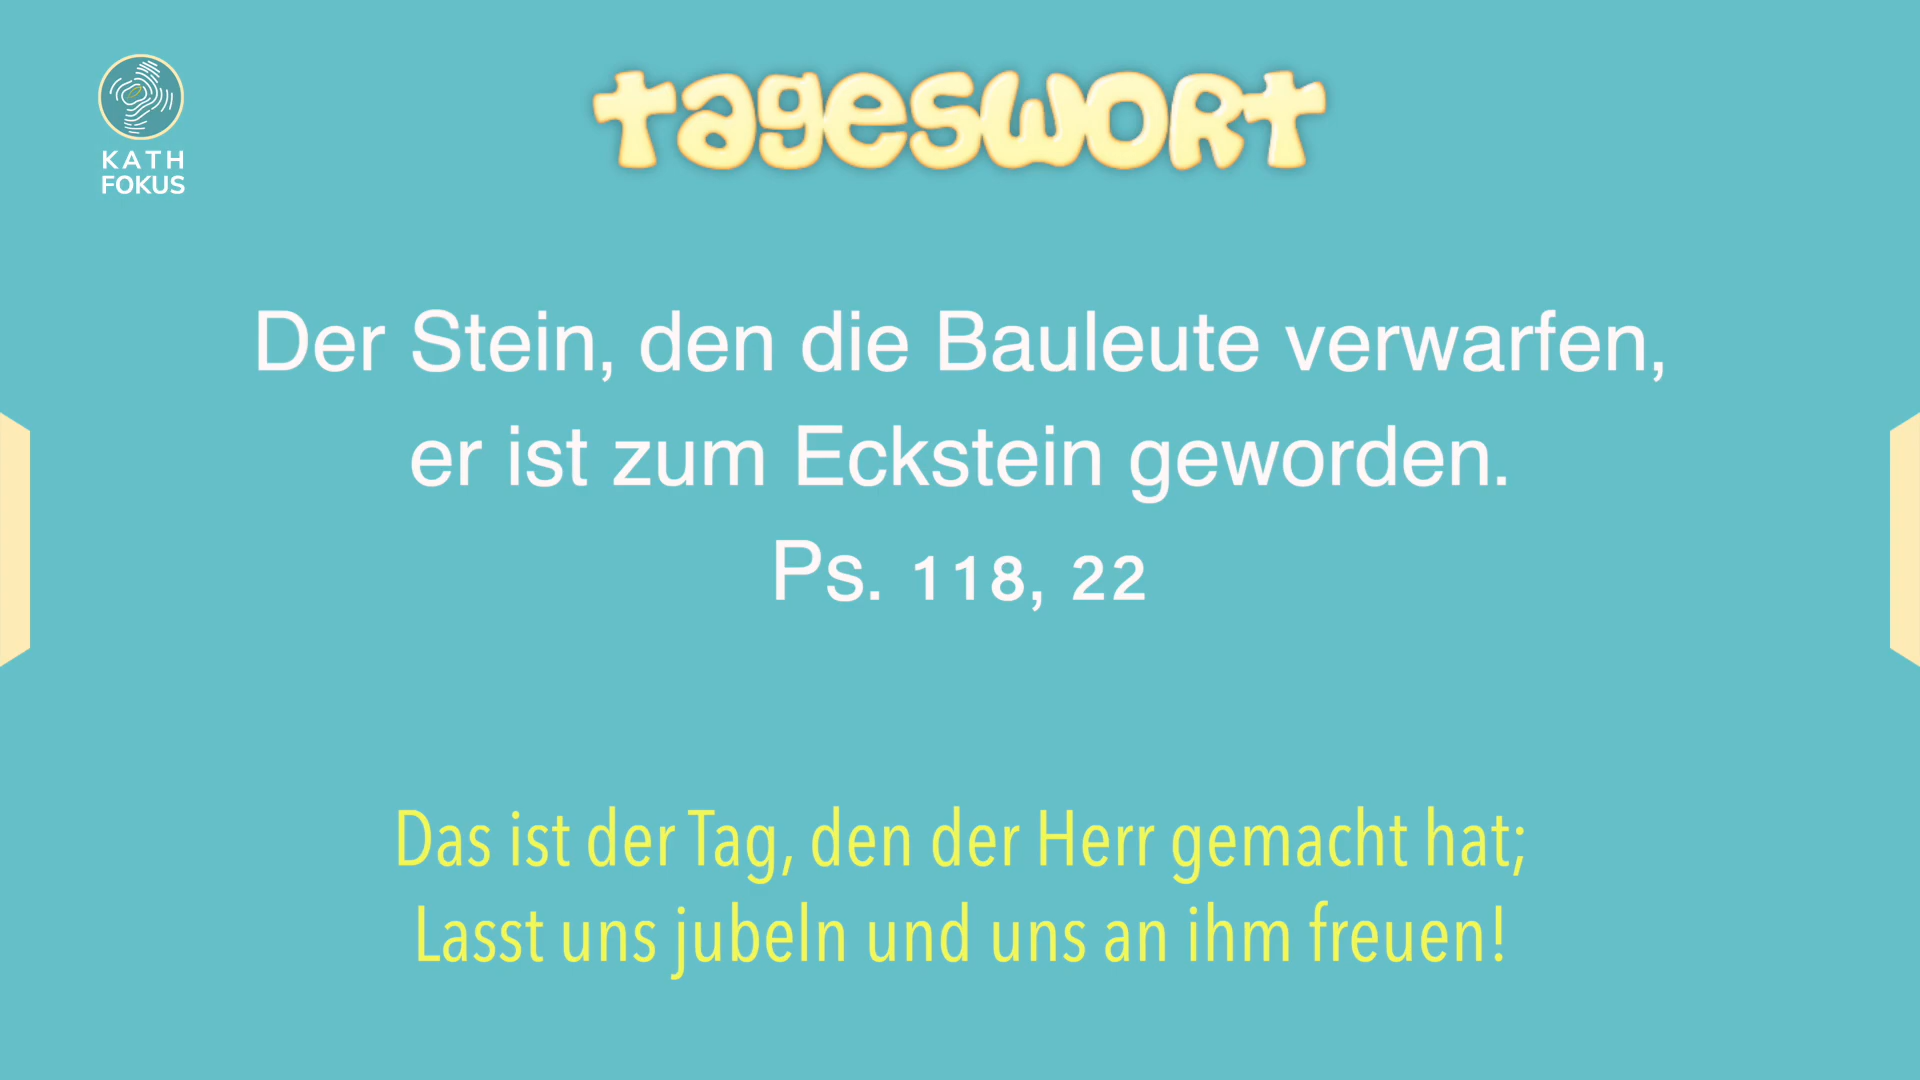 KATH
FOKUS
tageswort
Der Stein, den die Bauleute verwarfen,
er ist zum Eckstein geworden.
Ps. 118, 22
Das ist der Tag, den der Herr gemacht hat;
Lasst uns jubeln und uns an ihm freuen!